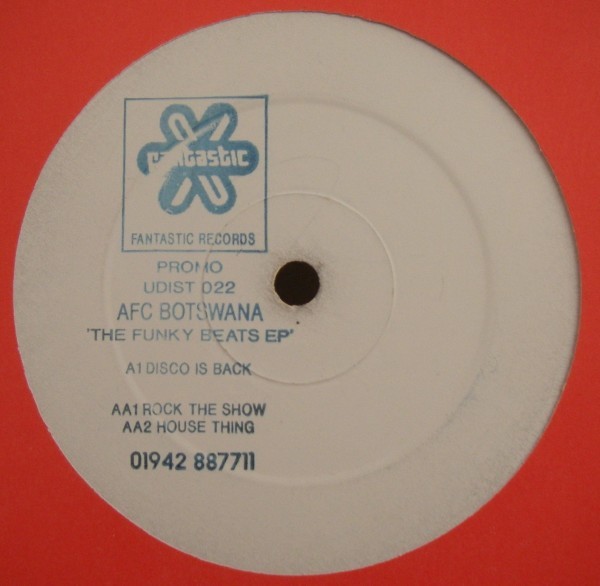 fantastic
FANTASTIC RECORDS
PROMO
UDIST 022
AFC BOTSWANA
'THE FUNKY BEATS EP'
A1 DISCO IS BACK
AA1 ROCK THE SHOW
AA2 HOUSE THING
01942 887711